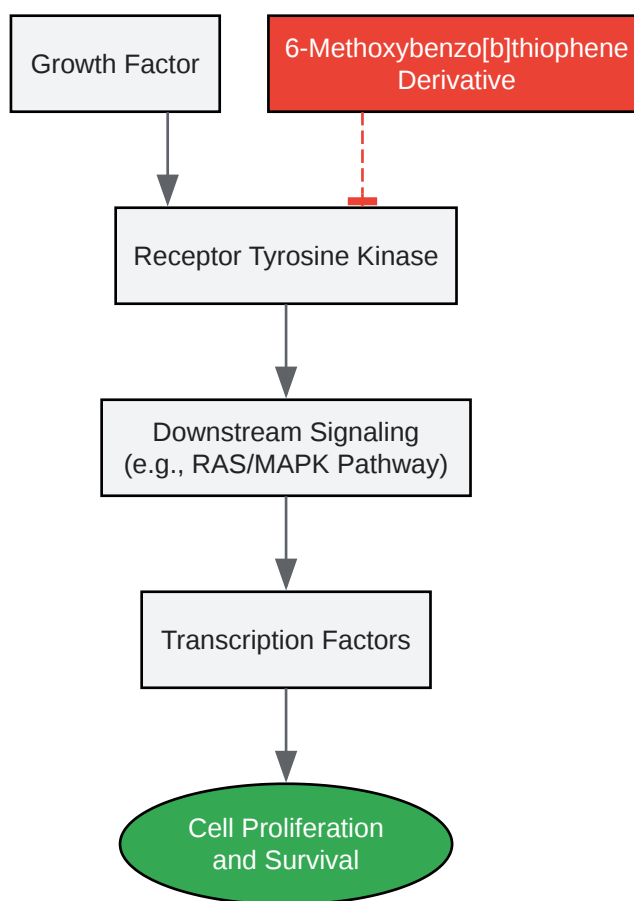 Growth Factor
6-Methoxybenzo[b]thiophene
Derivative
Receptor Tyrosine Kinase
Downstream Signaling
(e.g., RAS/MAPK Pathway)
Transcription Factors
Cell Proliferation
and Survival